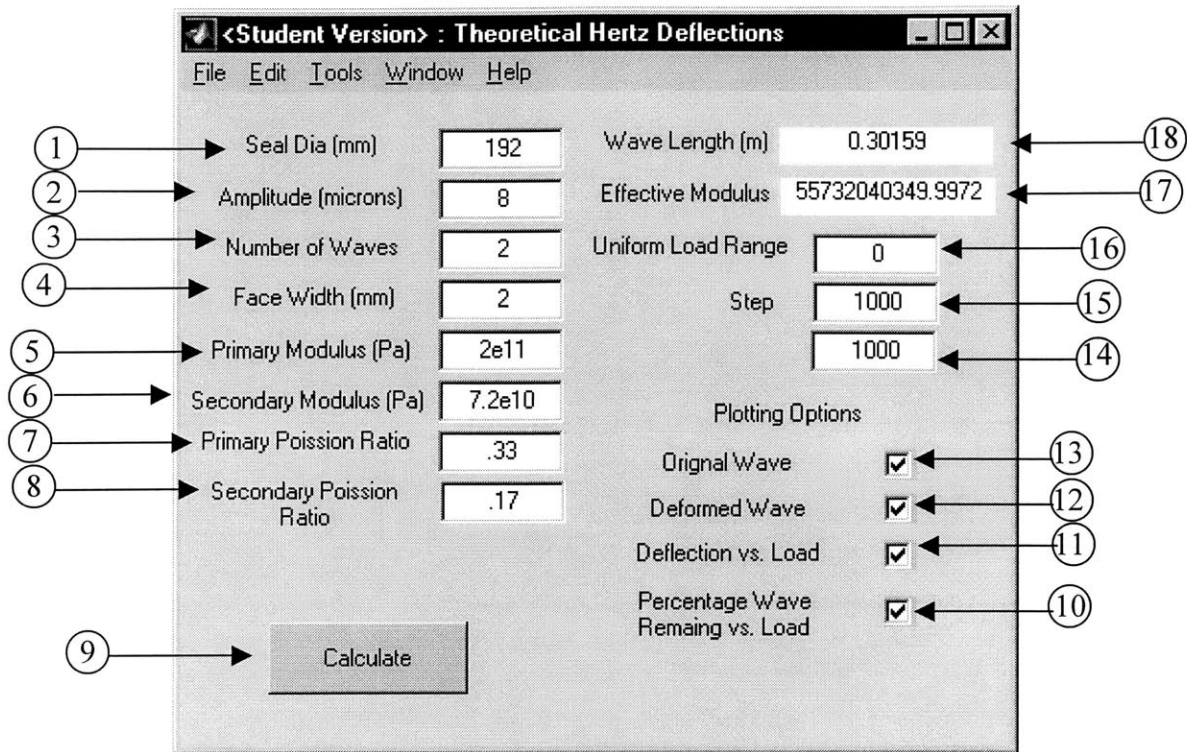 <Student Version> : Theoretical Hertz Deflections
File Edit Tools Window Help
1 Seal Dia (mm) 192
2 Amplitude (microns) 8
3 Number of Waves 2
4 Face Width (mm) 2
5 Primary Modulus (Pa) 2e11
6 Secondary Modulus (Pa) 7.2e10
7 Primary Poission Ratio .33
8 Secondary Poission
Ratio .17
9 Calculate
Wave Length (m) 0.30159 18
Effective Modulus 55732040349.9972 17
Uniform Load Range 0 16
Step 1000 15
1000 14
Plotting Options
Orignal Wave 13
Deformed Wave 12
Deflection vs. Load 11
Percentage Wave
Remaing vs. Load 10